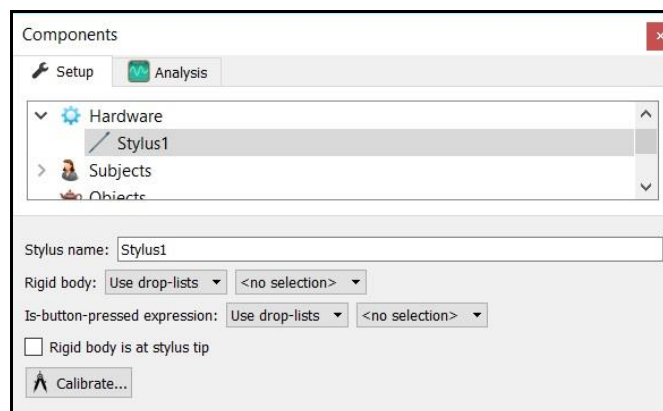 Components
Setup Analysis
Hardware
Stylus1
Subjects
Objects
Stylus name: Stylus1
Rigid body: Use drop-lists <no selection>
Is-button-pressed expression: Use drop-lists <no selection>
Rigid body is at stylus tip
Calibrate...